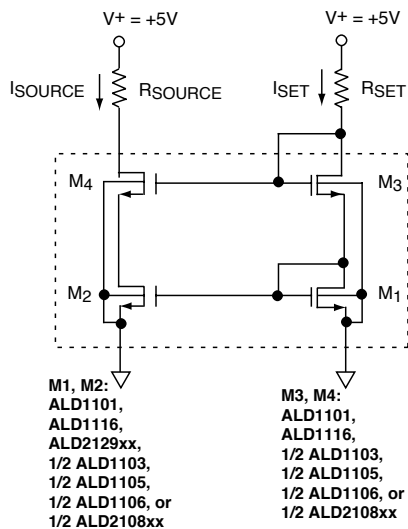 V+ = +5V
V+ = +5V
ISOURCE
RSOURCE
ISET
RSET
M4
M3
M2
M1
M1, M2:
ALD1101,
ALD1116,
ALD2129xx,
1/2 ALD1103,
1/2 ALD1105,
1/2 ALD1106, or
1/2 ALD2108xx
M3, M4:
ALD1101,
ALD1116,
1/2 ALD1103,
1/2 ALD1105,
1/2 ALD1106, or
1/2 ALD2108xx